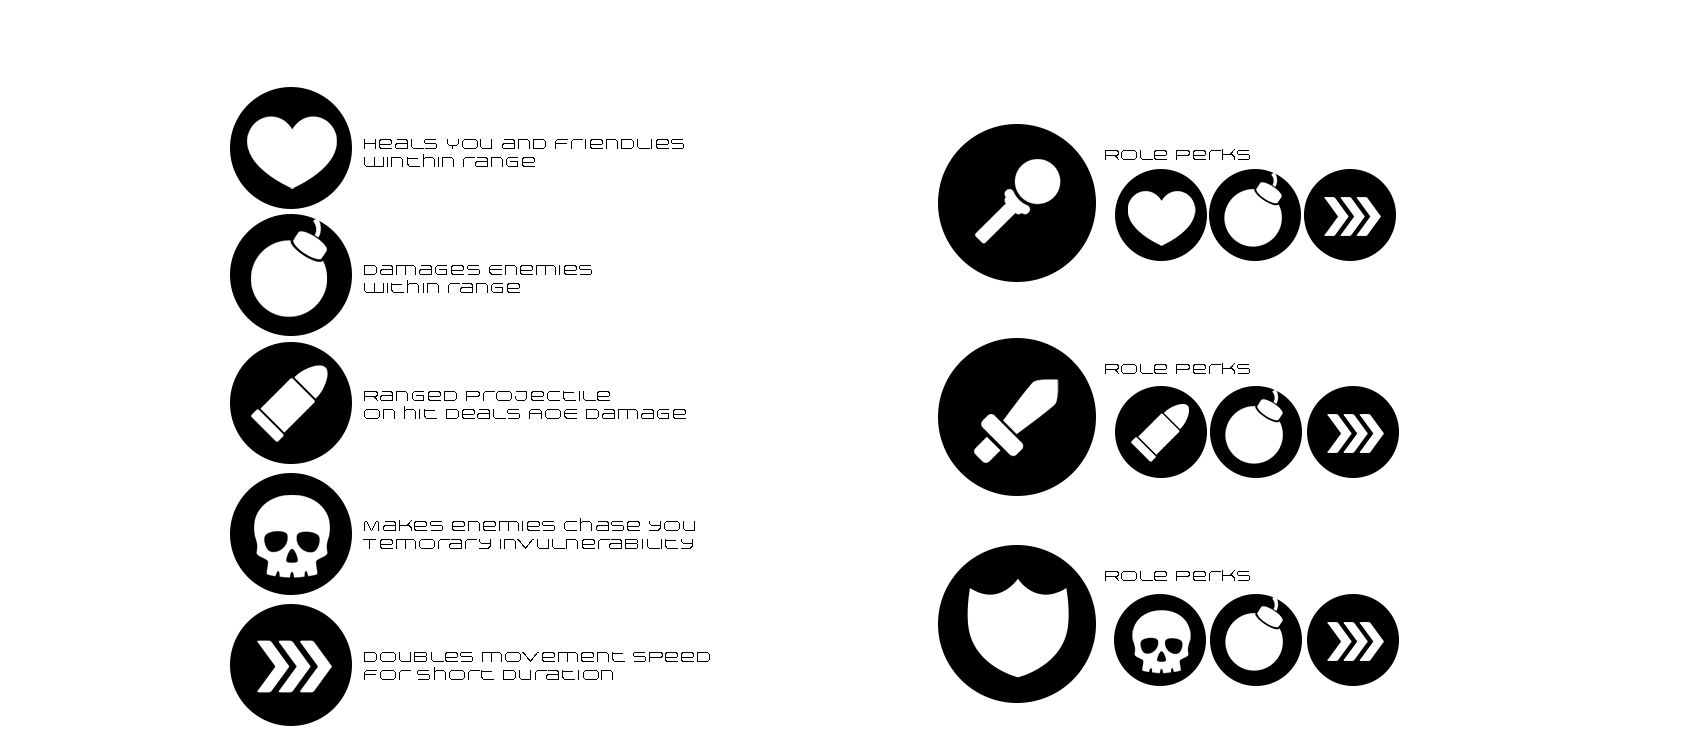 Heals you and friendlies
winthin range
Damages enemies
within range
Ranged projectile
on hit deals AOE damage
Makes enemies chase you
Temorary invulnerability
Doubles movement speed
for short duration
Role perks
Role perks
Role perks